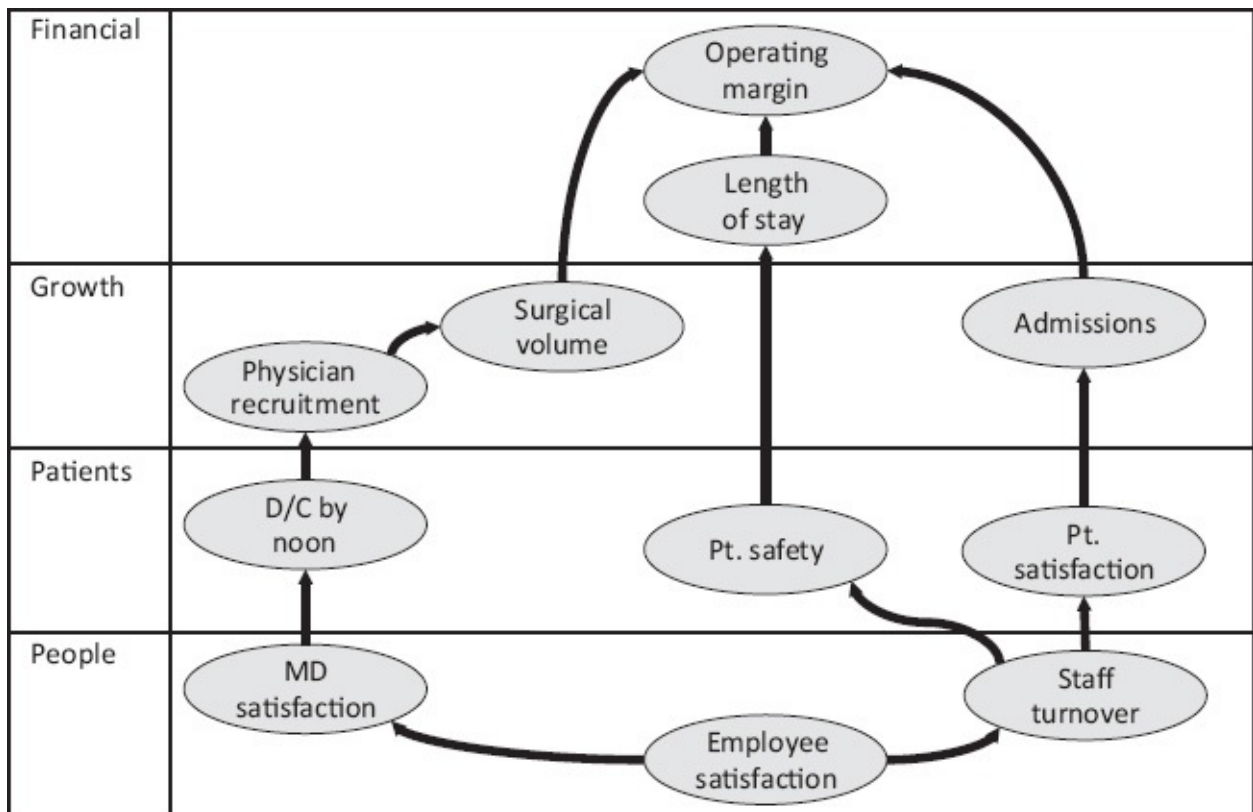 Financial
Operating
margin
Length
of stay
Growth
Surgical
volume
Admissions
Physician
recruitment
Patients
D/C by
noon
Pt. safety
Pt.
satisfaction
People
MD
satisfaction
Staff
turnover
Employee
satisfaction